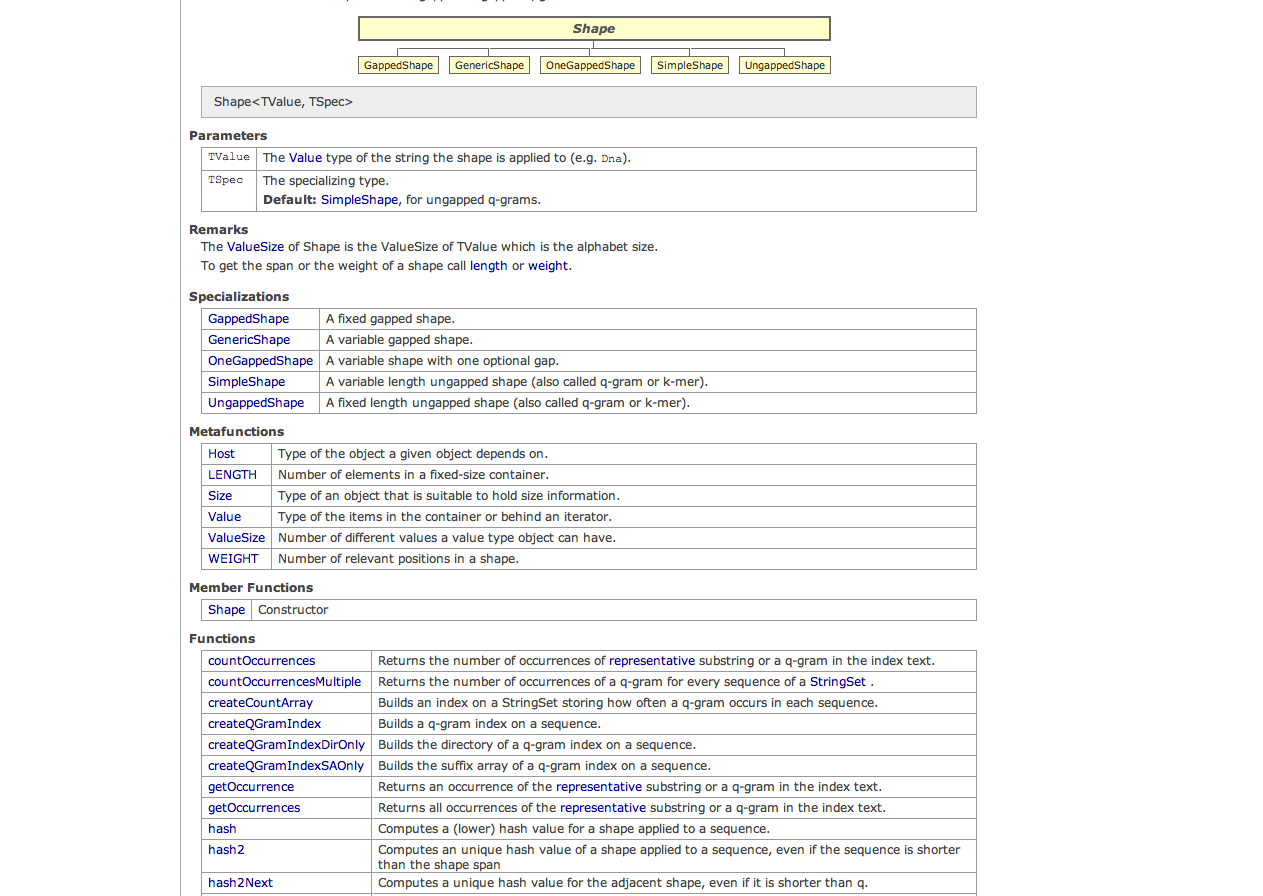 Shape
GappedShape GenericShape OneGappedShape SimpleShape UngappedShape
Shape<TValue, TSpec>
Parameters
TValue The Value type of the string the shape is applied to (e.g. Dna).
TSpec The specializing type.
Default: SimpleShape, for ungapped q-grams.
Remarks
The ValueSize of Shape is the ValueSize of TValue which is the alphabet size.
To get the span or the weight of a shape call length or weight.
Specializations
GappedShape A fixed gapped shape.
GenericShape A variable gapped shape.
OneGappedShape A variable shape with one optional gap.
SimpleShape A variable length ungapped shape (also called q-gram or k-mer).
UngappedShape A fixed length ungapped shape (also called q-gram or k-mer).
Metafunctions
Host Type of the object a given object depends on.
LENGTH Number of elements in a fixed-size container.
Size Type of an object that is suitable to hold size information.
Value Type of the items in the container or behind an iterator.
ValueSize Number of different values a value type object can have.
WEIGHT Number of relevant positions in a shape.
Member Functions
Shape Constructor
Functions
countOccurrences Returns the number of occurrences of representative substring or a q-gram in the index text.
countOccurrencesMultiple Returns the number of occurrences of a q-gram for every sequence of a StringSet .
createCountArray Builds an index on a StringSet storing how often a q-gram occurs in each sequence.
createQGramIndex Builds a q-gram index on a sequence.
createQGramIndexDirOnly Builds the directory of a q-gram index on a sequence.
createQGramIndexSAOnly Builds the suffix array of a q-gram index on a sequence.
getOccurrence Returns an occurrence of the representative substring or a q-gram in the index text.
getOccurrences Returns all occurrences of the representative substring or a q-gram in the index text.
hash Computes a (lower) hash value for a shape applied to a sequence.
hash2 Computes an unique hash value of a shape applied to a sequence, even if the sequence is shorter
than the shape span
hash2Next Computes a unique hash value for the adjacent shape, even if it is shorter than q.